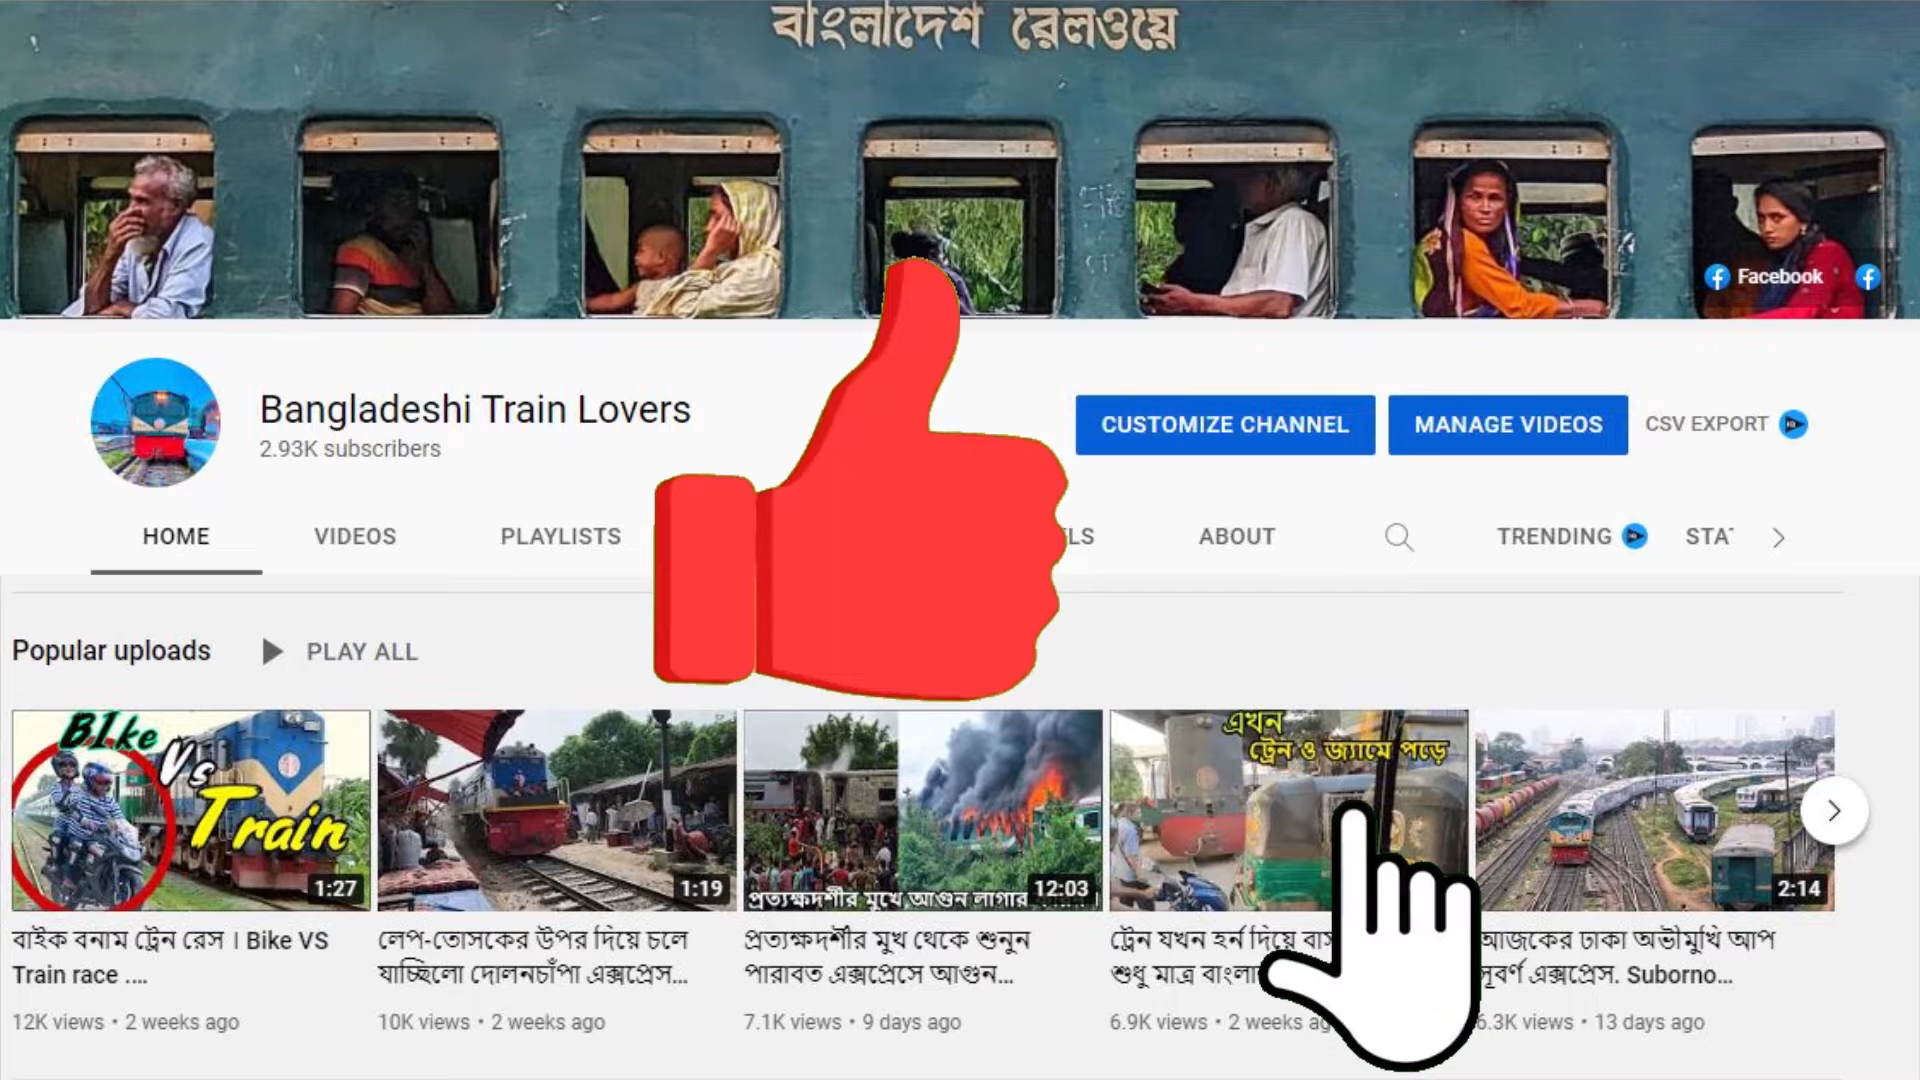 বাংলাদেশ রেলওয়ে
Facebook
Bangladeshi Train Lovers
2.93K subscribers
CUSTOMIZE CHANNEL
MANAGE VIDEOS
CSV EXPORT
HOME
VIDEOS
PLAYLISTS
ABOUT
TRENDING
Popular uploads
PLAY ALL
BIke
Vs
Train
1:27
1:19
প্রত্যক্ষদর্শীর মুখে আগুন লাগার
12:03
এখন
ট্রেন ও জ্যামে পড়ে
2:14
বাইক বনাম ট্রেন রেস । Bike VS
Train race ....
12K views • 2 weeks ago
লেপ-তোসকের উপর দিয়ে চলে
যাচ্ছিলো দোলনচাঁপা এক্সপ্রেস...
10K views • 2 weeks ago
প্রত্যক্ষদর্শীর মুখ থেকে শুনুন
পারাবত এক্সপ্রেসে আগুন...
7.1K views • 9 days ago
ট্রেন যখন হর্ন দিয়ে
শুধু মাত্র
6.9K views • 2 weeks
আজকের ঢাকা অভীমুখি আপ
সূবর্ণ এক্সপ্রেস. Suborno...
6.3K views • 13 days ago